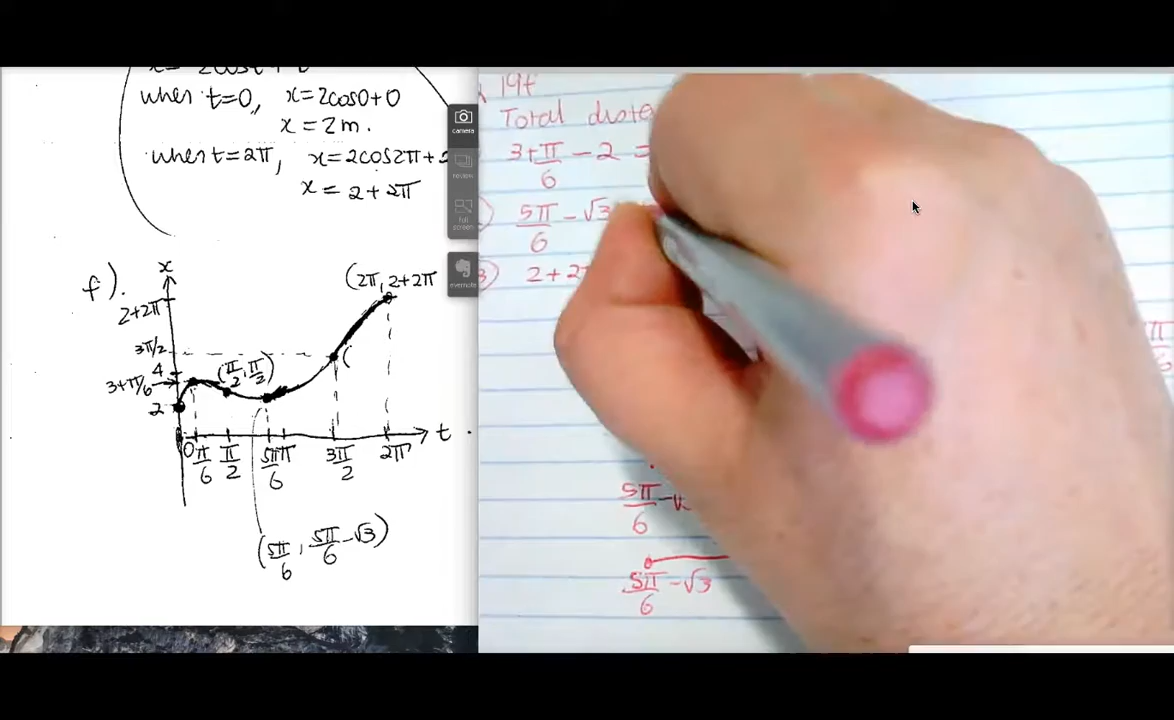 when t=0, x=2cos0+0
x = 2m.
when t=2π, x=2cos2π+
x = 2 + 2π
f).
x
(2π, 2+2π
2+2π
3π/2
4
3+π/6
2
(π/2, π/2)
(
0 π/6 π/2 5π/6 π 3π/2 2π t
(5π/6, 5π/6 - √3)
camera
review
full screen
evernote
19f
Total
3+π/6 - 2 =
5π/6 - √3
3) 2+2
5π/6 -
5π/6 - √3